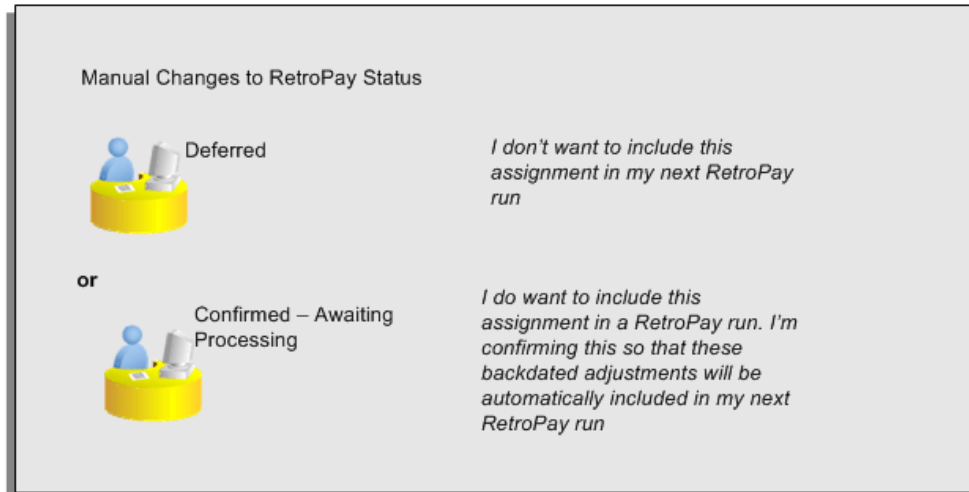 Manual Changes to RetroPay Status
Deferred
I don't want to include this
assignment in my next RetroPay
run
or
Confirmed – Awaiting
Processing
I do want to include this
assignment in a RetroPay run. I'm
confirming this so that these
backdated adjustments will be
automatically included in my next
RetroPay run